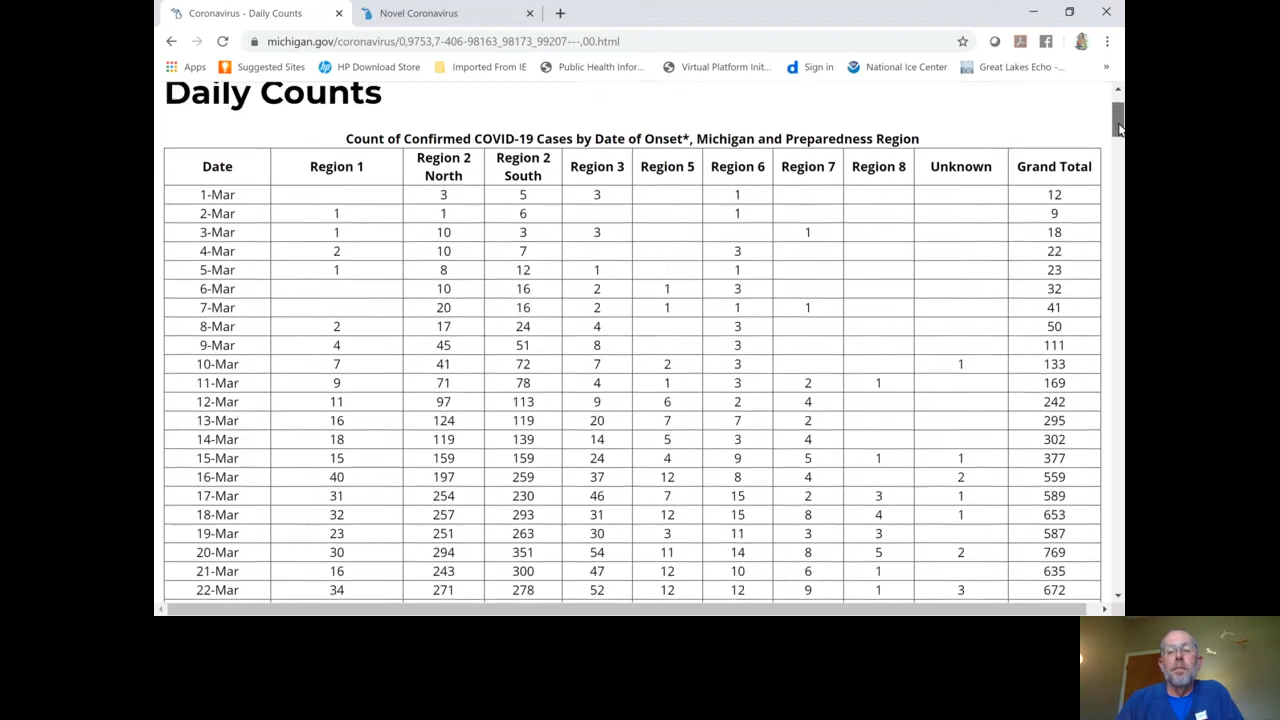 Coronavirus - Daily Counts
Novel Coronavirus
michigan.gov/coronavirus/0,9753,7-406-98163_98173_99207---,00.html
Apps Suggested Sites HP Download Store Imported From IE Public Health Infor... Virtual Platform Init... Sign in National Ice Center Great Lakes Echo -... »
Daily Counts
Count of Confirmed COVID-19 Cases by Date of Onset*, Michigan and Preparedness Region
Date Region 1 Region 2 North Region 2 South Region 3 Region 5 Region 6 Region 7 Region 8 Unknown Grand Total
1-Mar 3 5 3 1 12
2-Mar 1 1 6 1 9
3-Mar 1 10 3 3 1 18
4-Mar 2 10 7 3 22
5-Mar 1 8 12 1 1 23
6-Mar 10 16 2 1 3 32
7-Mar 20 16 2 1 1 1 41
8-Mar 2 17 24 4 3 50
9-Mar 4 45 51 8 3 111
10-Mar 7 41 72 7 2 3 1 133
11-Mar 9 71 78 4 1 3 2 1 169
12-Mar 11 97 113 9 6 2 4 242
13-Mar 16 124 119 20 7 7 2 295
14-Mar 18 119 139 14 5 3 4 302
15-Mar 15 159 159 24 4 9 5 1 1 377
16-Mar 40 197 259 37 12 8 4 2 559
17-Mar 31 254 230 46 7 15 2 3 1 589
18-Mar 32 257 293 31 12 15 8 4 1 653
19-Mar 23 251 263 30 3 11 3 3 587
20-Mar 30 294 351 54 11 14 8 5 2 769
21-Mar 16 243 300 47 12 10 6 1 635
22-Mar 34 271 278 52 12 12 9 1 3 672